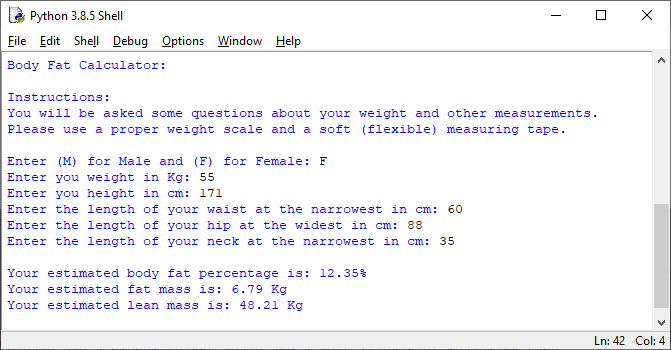 Python 3.8.5 Shell
File Edit Shell Debug Options Window Help
Body Fat Calculator:
Instructions:
You will be asked some questions about your weight and other measurements.
Please use a proper weight scale and a soft (flexible) measuring tape.
Enter (M) for Male and (F) for Female: F
Enter you weight in Kg: 55
Enter you height in cm: 171
Enter the length of your waist at the narrowest in cm: 60
Enter the length of your hip at the widest in cm: 88
Enter the length of your neck at the narrowest in cm: 35
Your estimated body fat percentage is: 12.35%
Your estimated fat mass is: 6.79 Kg
Your estimated lean mass is: 48.21 Kg
Ln: 42 Col: 4